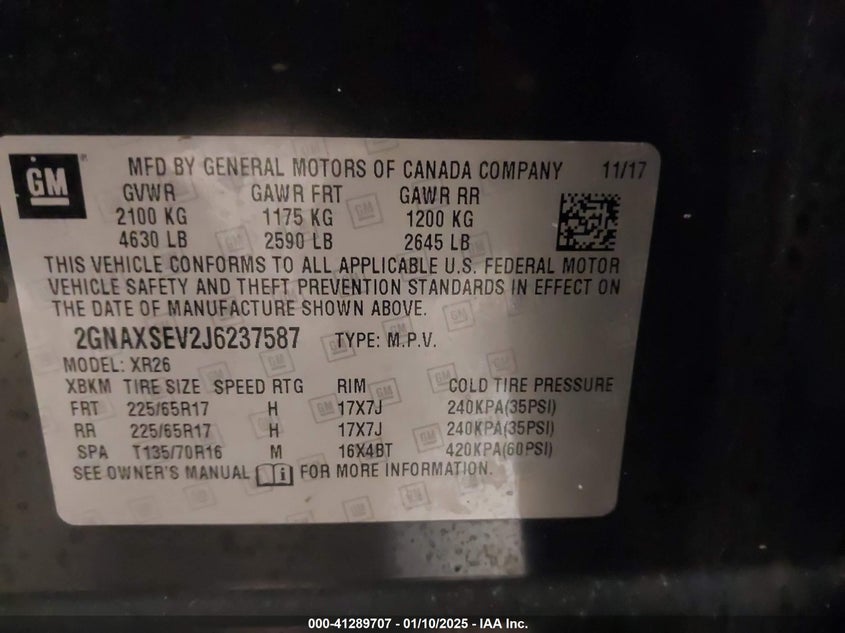 GM
MFD BY GENERAL MOTORS OF CANADA COMPANY 11/17
GVWR GAWR FRT GAWR RR
2100 KG 1175 KG 1200 KG
4630 LB 2590 LB 2645 LB
THIS VEHICLE CONFORMS TO ALL APPLICABLE U.S. FEDERAL MOTOR
VEHICLE SAFETY AND THEFT PREVENTION STANDARDS IN EFFECT ON
THE DATE OF MANUFACTURE SHOWN ABOVE.
2GNAXSEV2J6237587 TYPE: M.P.V.
MODEL: XR26
XBKM TIRE SIZE SPEED RTG RIM COLD TIRE PRESSURE
FRT 225/65R17 H 17X7J 240KPA(35PSI)
RR 225/65R17 H 17X7J 240KPA(35PSI)
SPA T135/70R16 M 16X4BT 420KPA(60PSI)
SEE OWNER'S MANUAL FOR MORE INFORMATION.
000-41289707 - 01/10/2025 - IAA Inc.